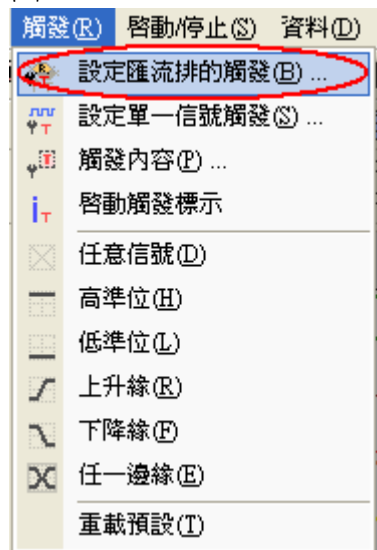 觸發(R) 啓動/停止(S) 資料(D)
設定匯流排的觸發(B) ...
設定單一信號觸發(S) ...
觸發內容(P) ...
啓動觸發標示
任意信號(D)
高準位(H)
低準位(L)
上升緣(R)
下降緣(F)
任一邊緣(E)
重載預設(T)